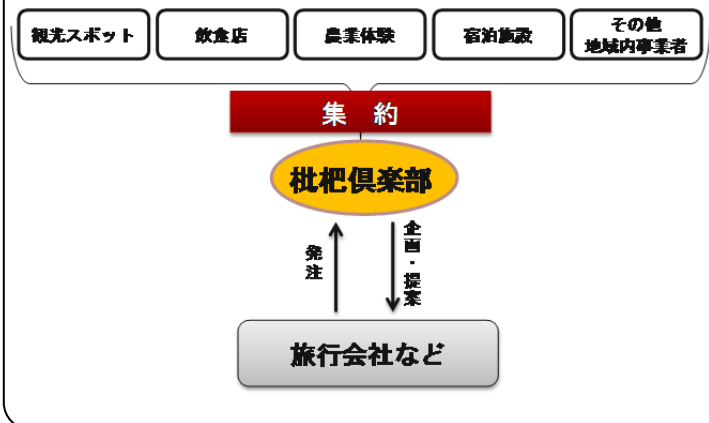 観光スポット
飲食店
農業体験
宿泊施設
その他
地域内事業者
集 約
枇杷倶楽部
発注
企画・提案
旅行会社など